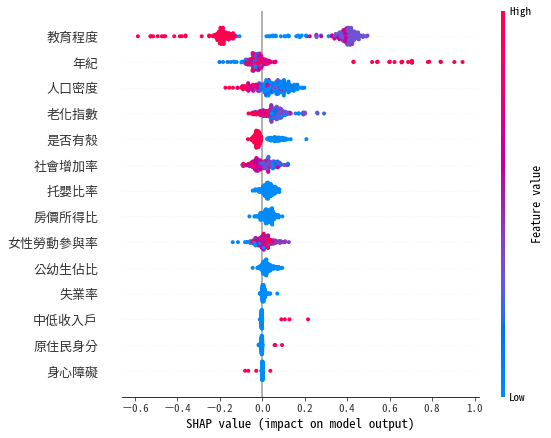 High
教育程度
年紀
人口密度
老化指數
是否有殼
社會增加率
托嬰比率
房價所得比
女性勞動參與率
公幼生佔比
失業率
中低收入戶
原住民身分
身心障礙
Feature value
Low
−0.6 −0.4 −0.2 0.0 0.2 0.4 0.6 0.8 1.0
SHAP value (impact on model output)